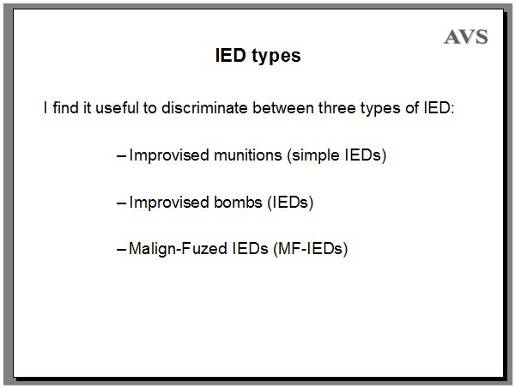 AVS
IED types
I find it useful to discriminate between three types of IED:
–Improvised munitions (simple IEDs)
–Improvised bombs (IEDs)
–Malign-Fuzed IEDs (MF-IEDs)